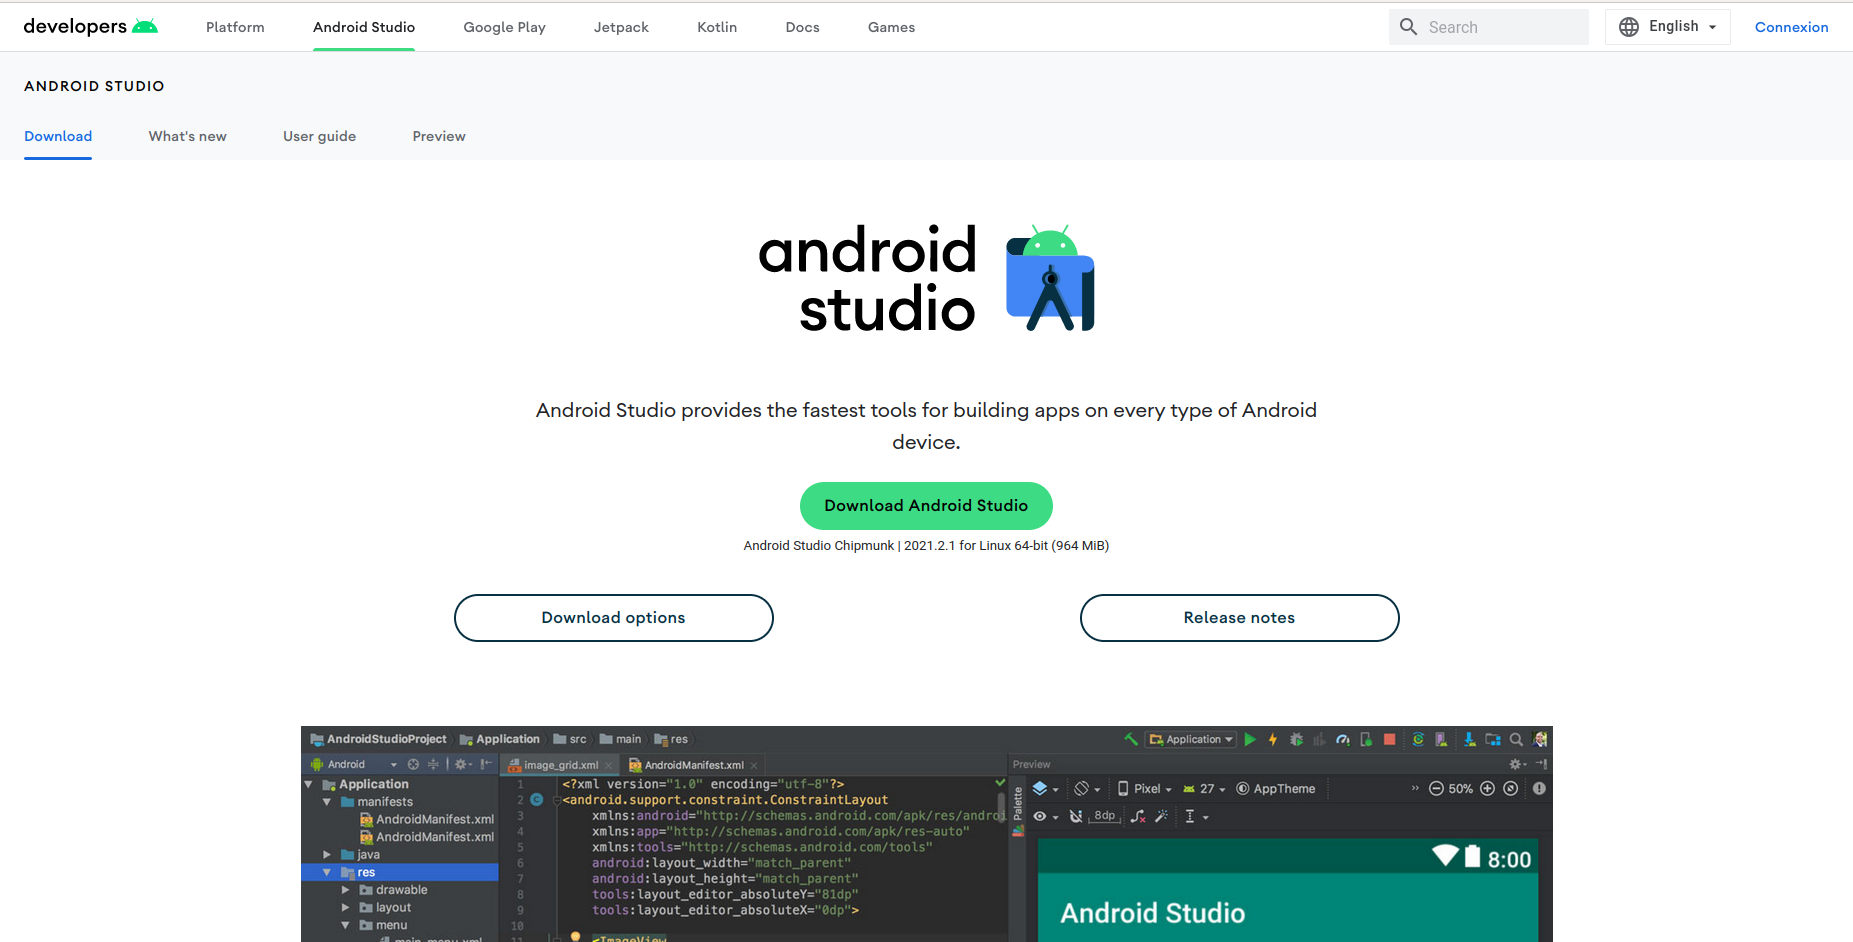 developers
Platform
Android Studio
Google Play
Jetpack
Kotlin
Docs
Games
Search
English
Connexion
ANDROID STUDIO
Download
What's new
User guide
Preview
android
studio
Android Studio provides the fastest tools for building apps on every type of Android
device.
Download Android Studio
Android Studio Chipmunk | 2021.2.1 for Linux 64-bit (964 MiB)
Download options
Release notes
AndroidStudioProject
Application
src
main
res
Application
Android
image_grid.xml
AndroidManifest.xml
Preview
Application
manifests
AndroidManifest.xml
AndroidManifest.xml
java
res
drawable
layout
menu
main_menu.xml
1 <?xml version="1.0" encoding="utf-8"?>
2 <android.support.constraint.ConstraintLayout
3 xmlns:android="http://schemas.android.com/apk/res/androi
4 xmlns:app="http://schemas.android.com/apk/res-auto"
5 xmlns:tools="http://schemas.android.com/tools"
6 android:layout_width="match_parent"
7 android:layout_height="match_parent"
8 tools:layout_editor_absoluteY="81dp"
9 tools:layout_editor_absoluteX="0dp">
10
11 <ImageView
Palette
Pixel
27
AppTheme
50%
8dp
8:00
Android Studio